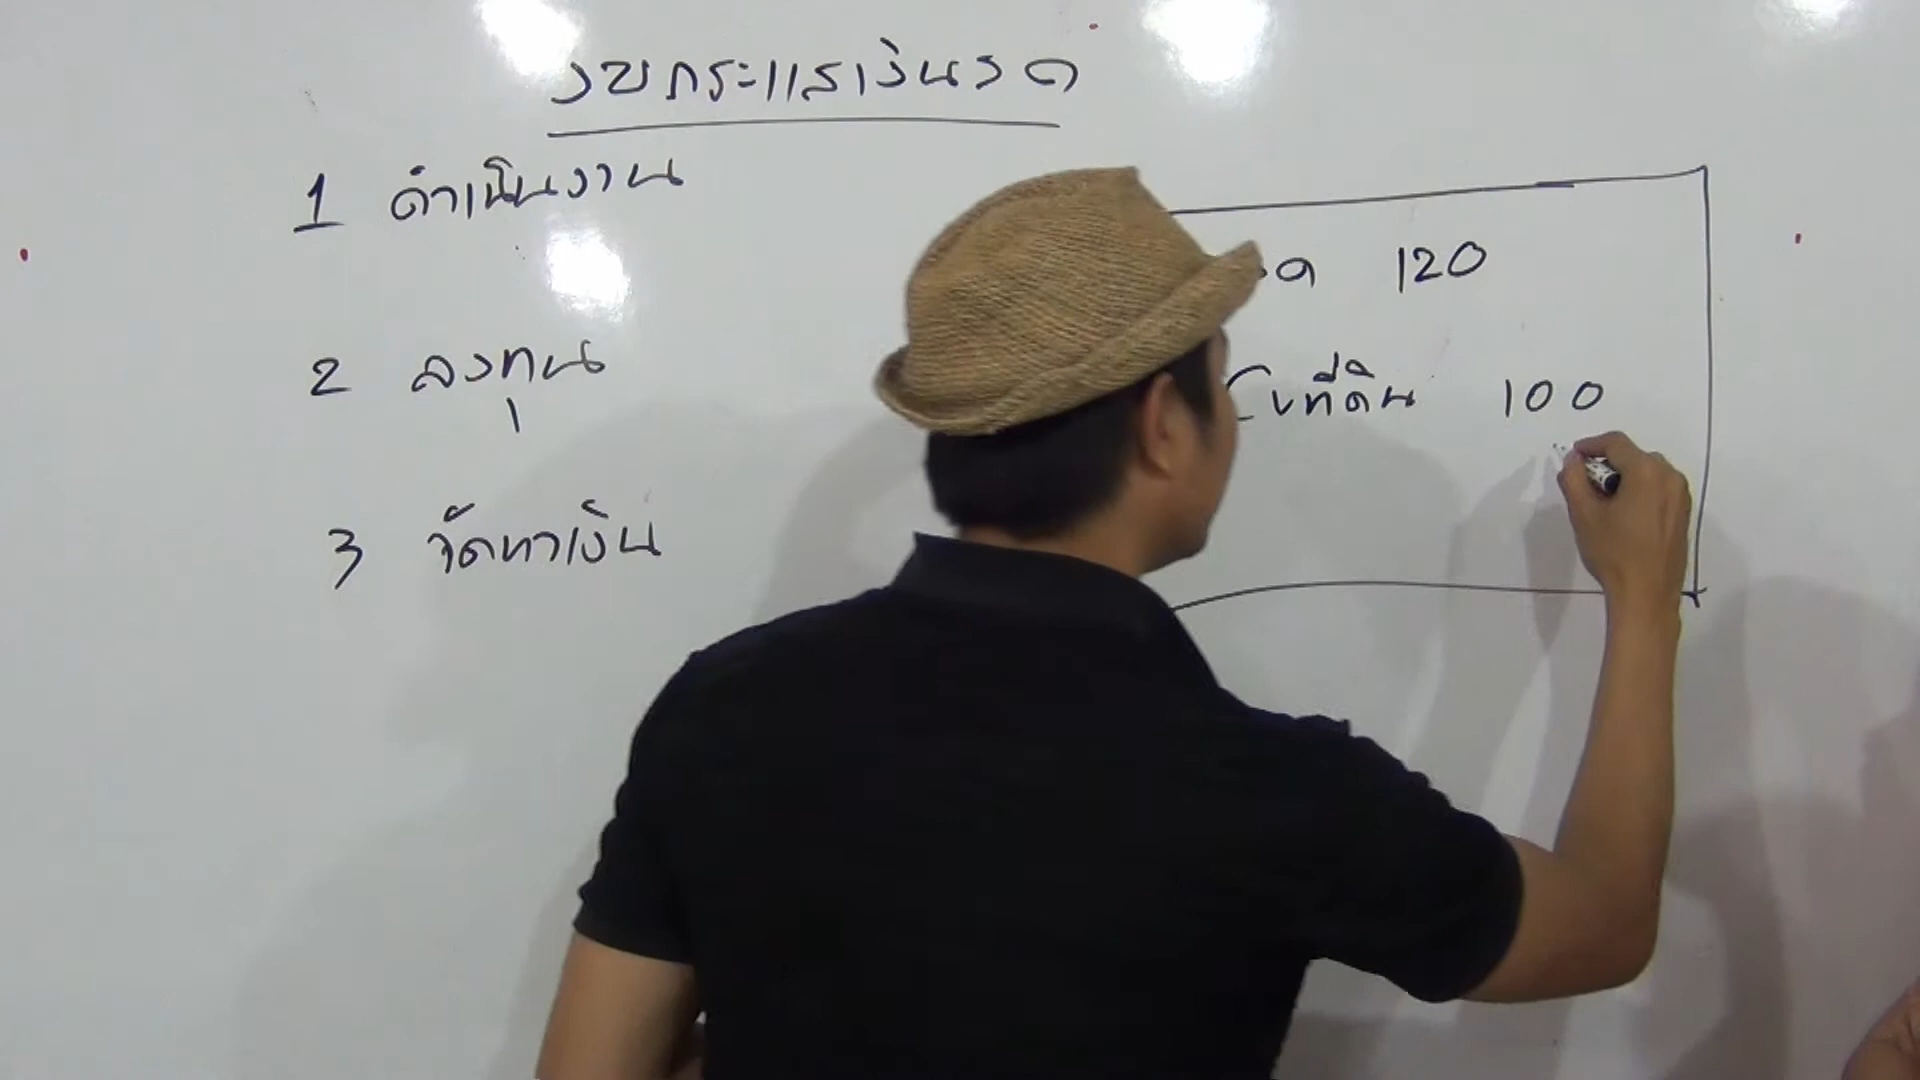 งบกระแสเงินสด
1 ดำเนินงาน
2 ลงทุน
3 จัดหาเงิน
สด 120
ที่ดิน 100